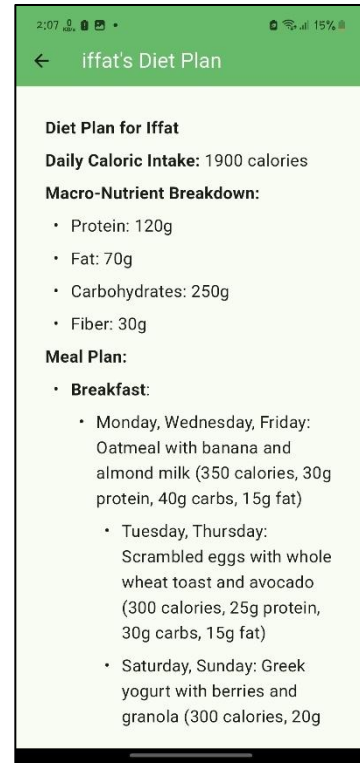 2:07
15%
iffat's Diet Plan
Diet Plan for Iffat
Daily Caloric Intake: 1900 calories
Macro-Nutrient Breakdown:
• Protein: 120g
• Fat: 70g
• Carbohydrates: 250g
• Fiber: 30g
Meal Plan:
• Breakfast:
• Monday, Wednesday, Friday:
Oatmeal with banana and
almond milk (350 calories, 30g
protein, 40g carbs, 15g fat)
• Tuesday, Thursday:
Scrambled eggs with whole
wheat toast and avocado
(300 calories, 25g protein,
30g carbs, 15g fat)
• Saturday, Sunday: Greek
yogurt with berries and
granola (300 calories, 20g